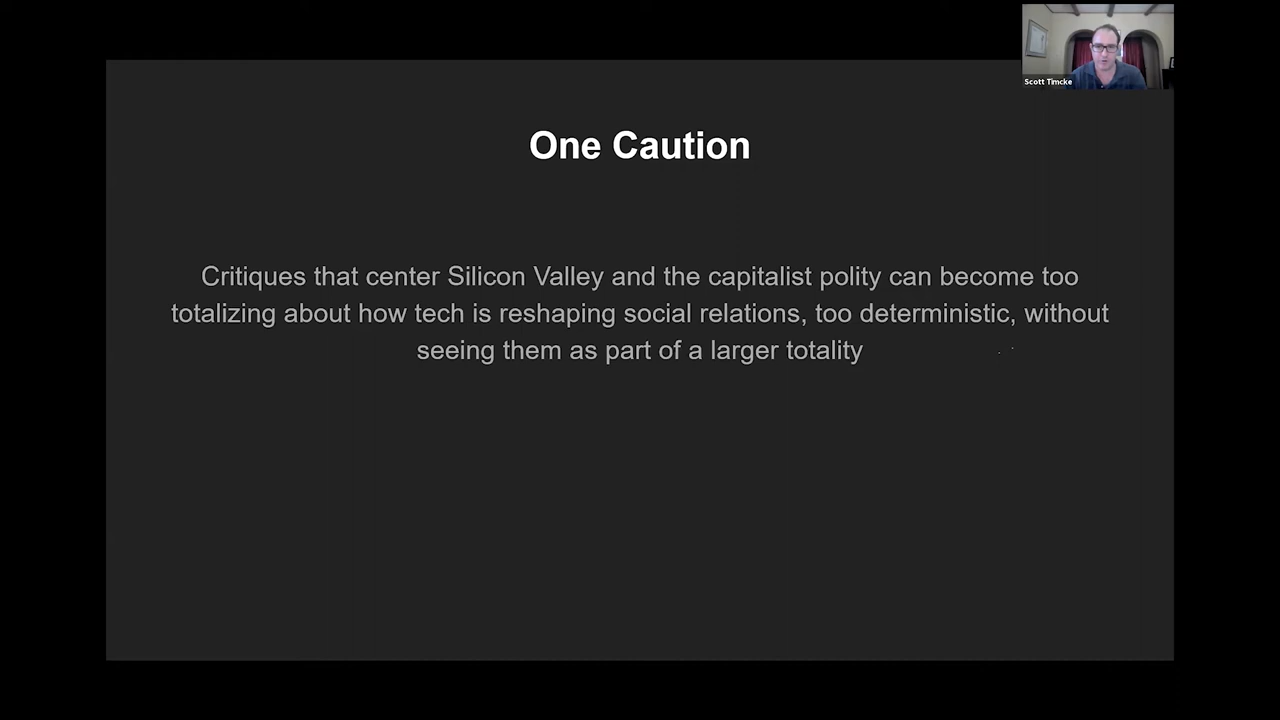 Scott Timcke
One Caution
Critiques that center Silicon Valley and the capitalist polity can become too
totalizing about how tech is reshaping social relations, too deterministic, without
seeing them as part of a larger totality